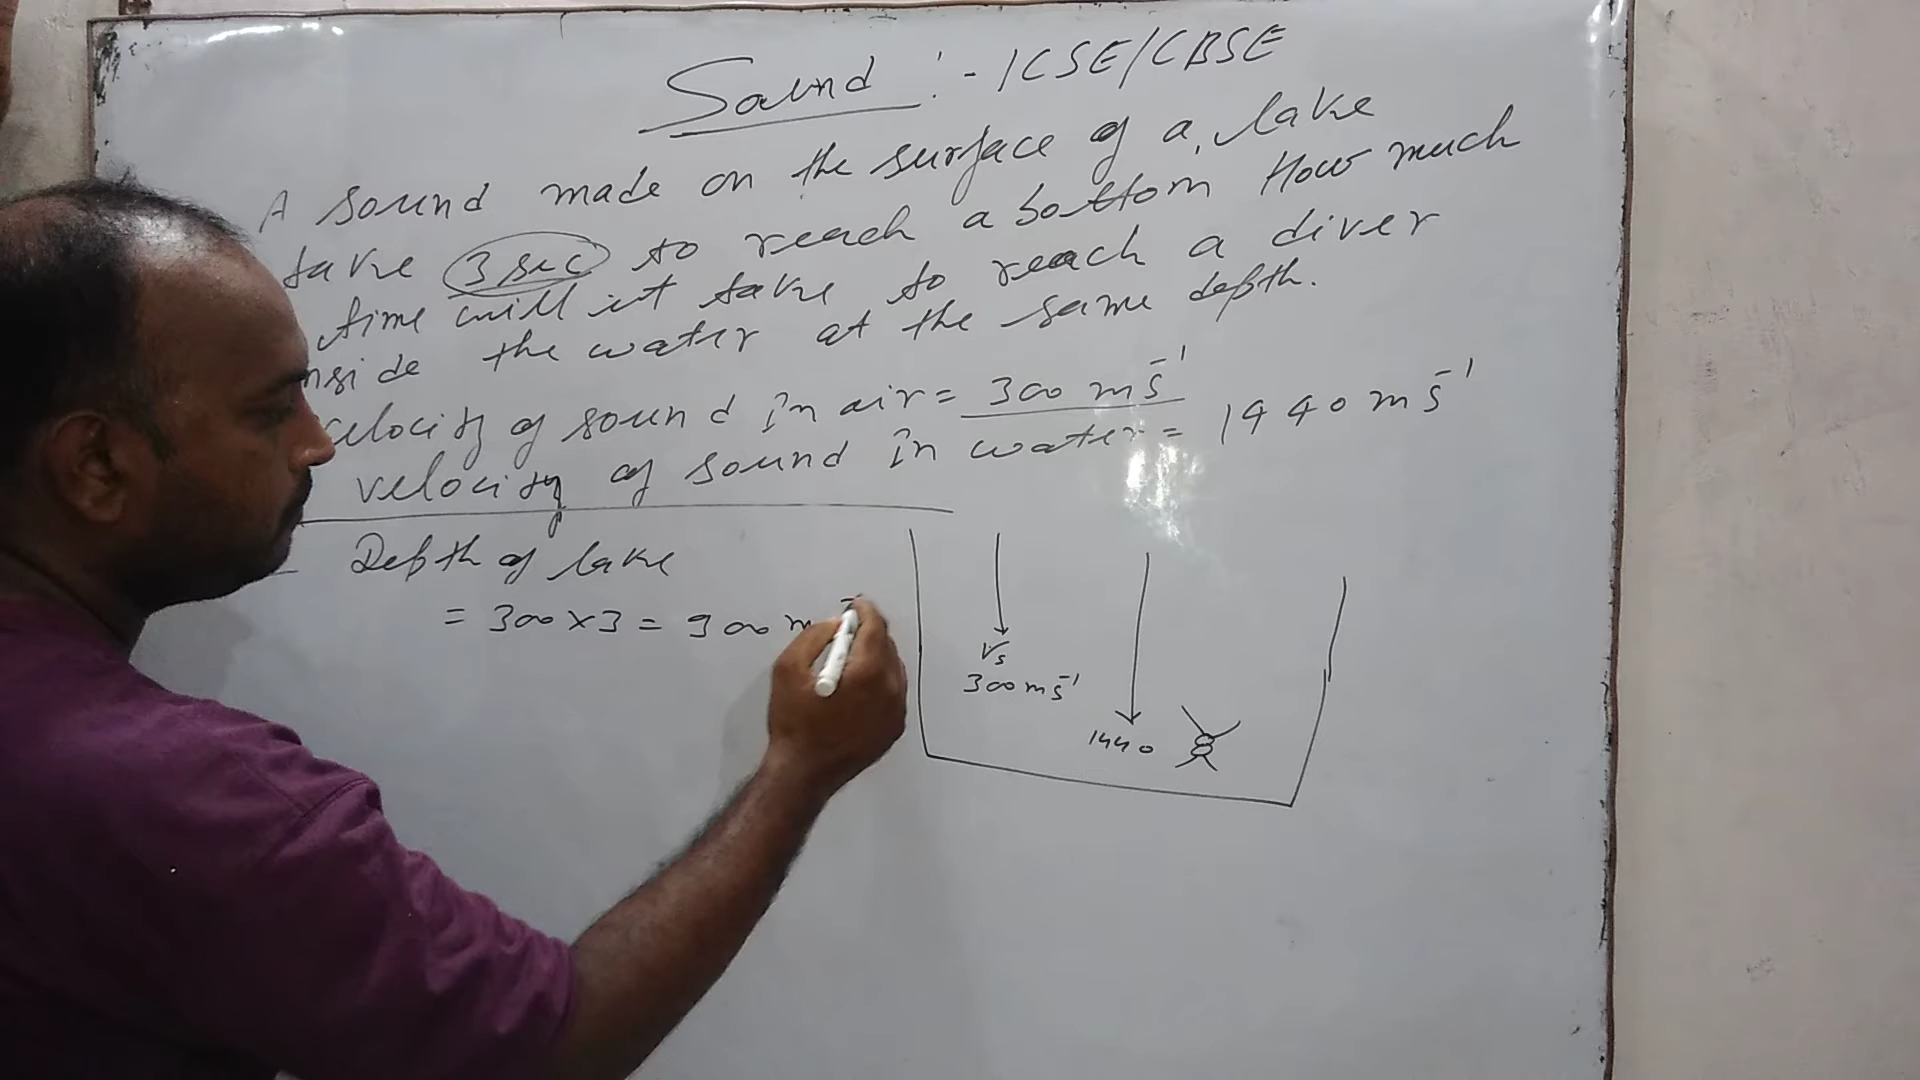 Sound :- ICSE/CBSE
A sound made on the surface of a lake
take 3 sec to reach a bottom How much
time will it take to reach a diver
nside the water at the same depth.
elocity of sound in air = 300 ms-1
velocity of sound in water = 1440 ms-1
Depth of lake
= 300 x 3 = 900 m
Vs
300 ms-1
1440